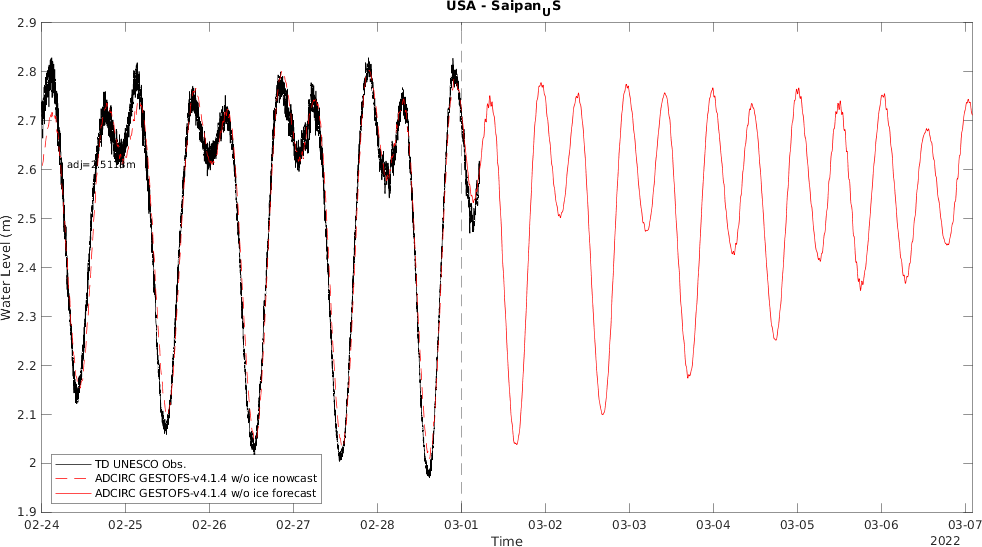 USA - Saipan_US
2.9
2.8
2.7
2.6
2.5
2.4
2.3
2.2
2.1
2
1.9
Water Level (m)
TD UNESCO Obs.
ADCIRC GESTOFS-v4.1.4 w/o ice nowcast
ADCIRC GESTOFS-v4.1.4 w/o ice forecast
02-24 02-25 02-26 02-27 02-28 03-01 03-02 03-03 03-04 03-05 03-06 03-07
Time
2022